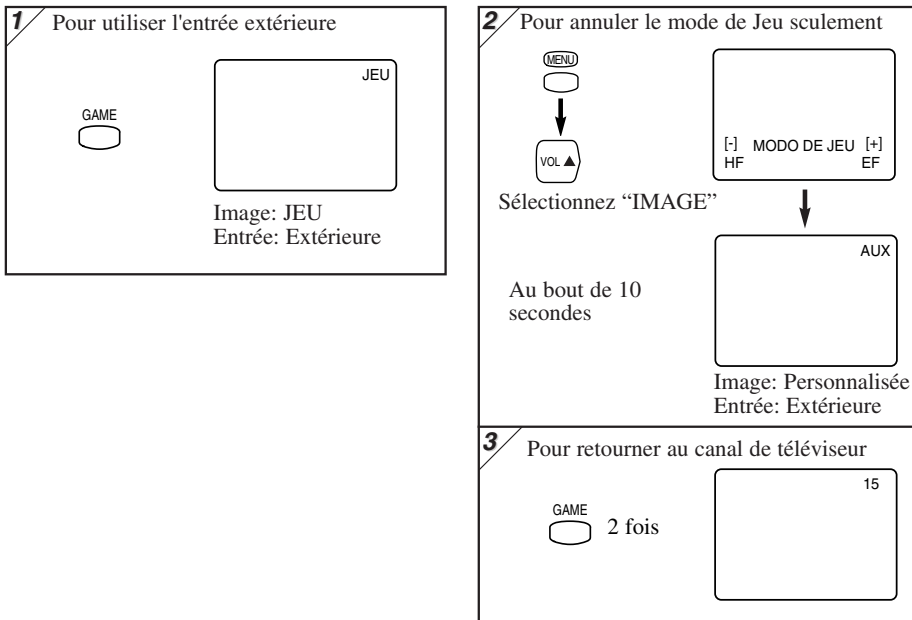 1 Pour utiliser l'entrée extérieure
GAME
JEU
Image: JEU
Entrée: Extérieure
2 Pour annuler le mode de Jeu sculement
MENU
VOL ▲
Sélectionnez “IMAGE”
[-] MODO DE JEU [+]
HF EF
Au bout de 10
secondes
AUX
Image: Personnalisée
Entrée: Extérieure
3 Pour retourner au canal de téléviseur
GAME
2 fois
15